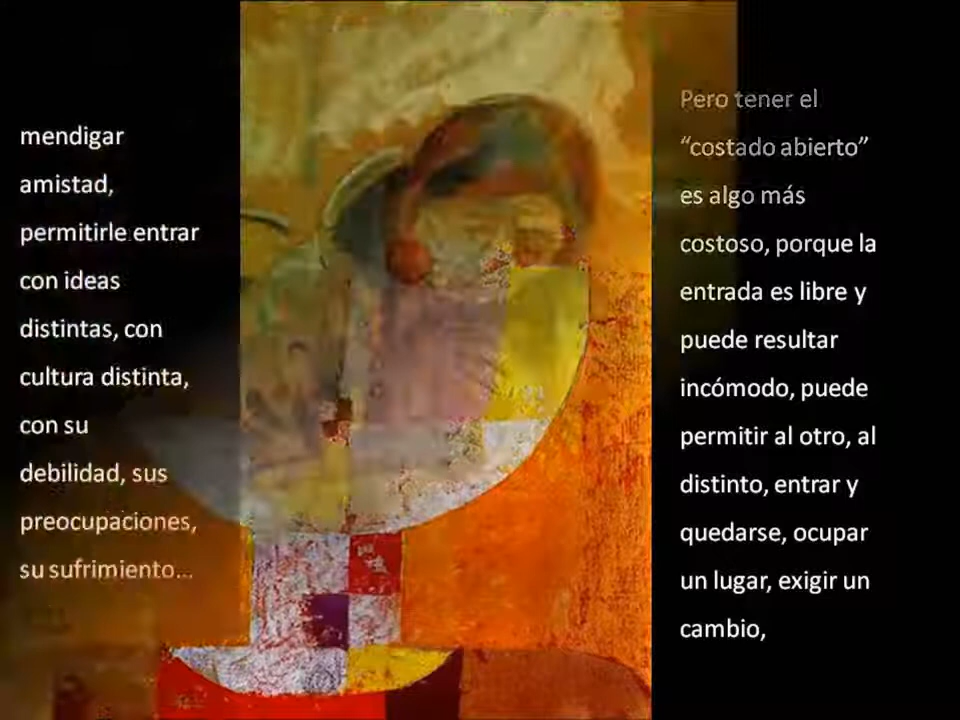 mendigar
amistad,
permitirle entrar
con ideas
distintas, con
cultura distinta,
con su
debilidad, sus
preocupaciones,
su sufrimiento...
Pero tener el
“costado abierto”
es algo más
costoso, porque la
entrada es libre y
puede resultar
incómodo, puede
permitir al otro, al
distinto, entrar y
quedarse, ocupar
un lugar, exigir un
cambio,